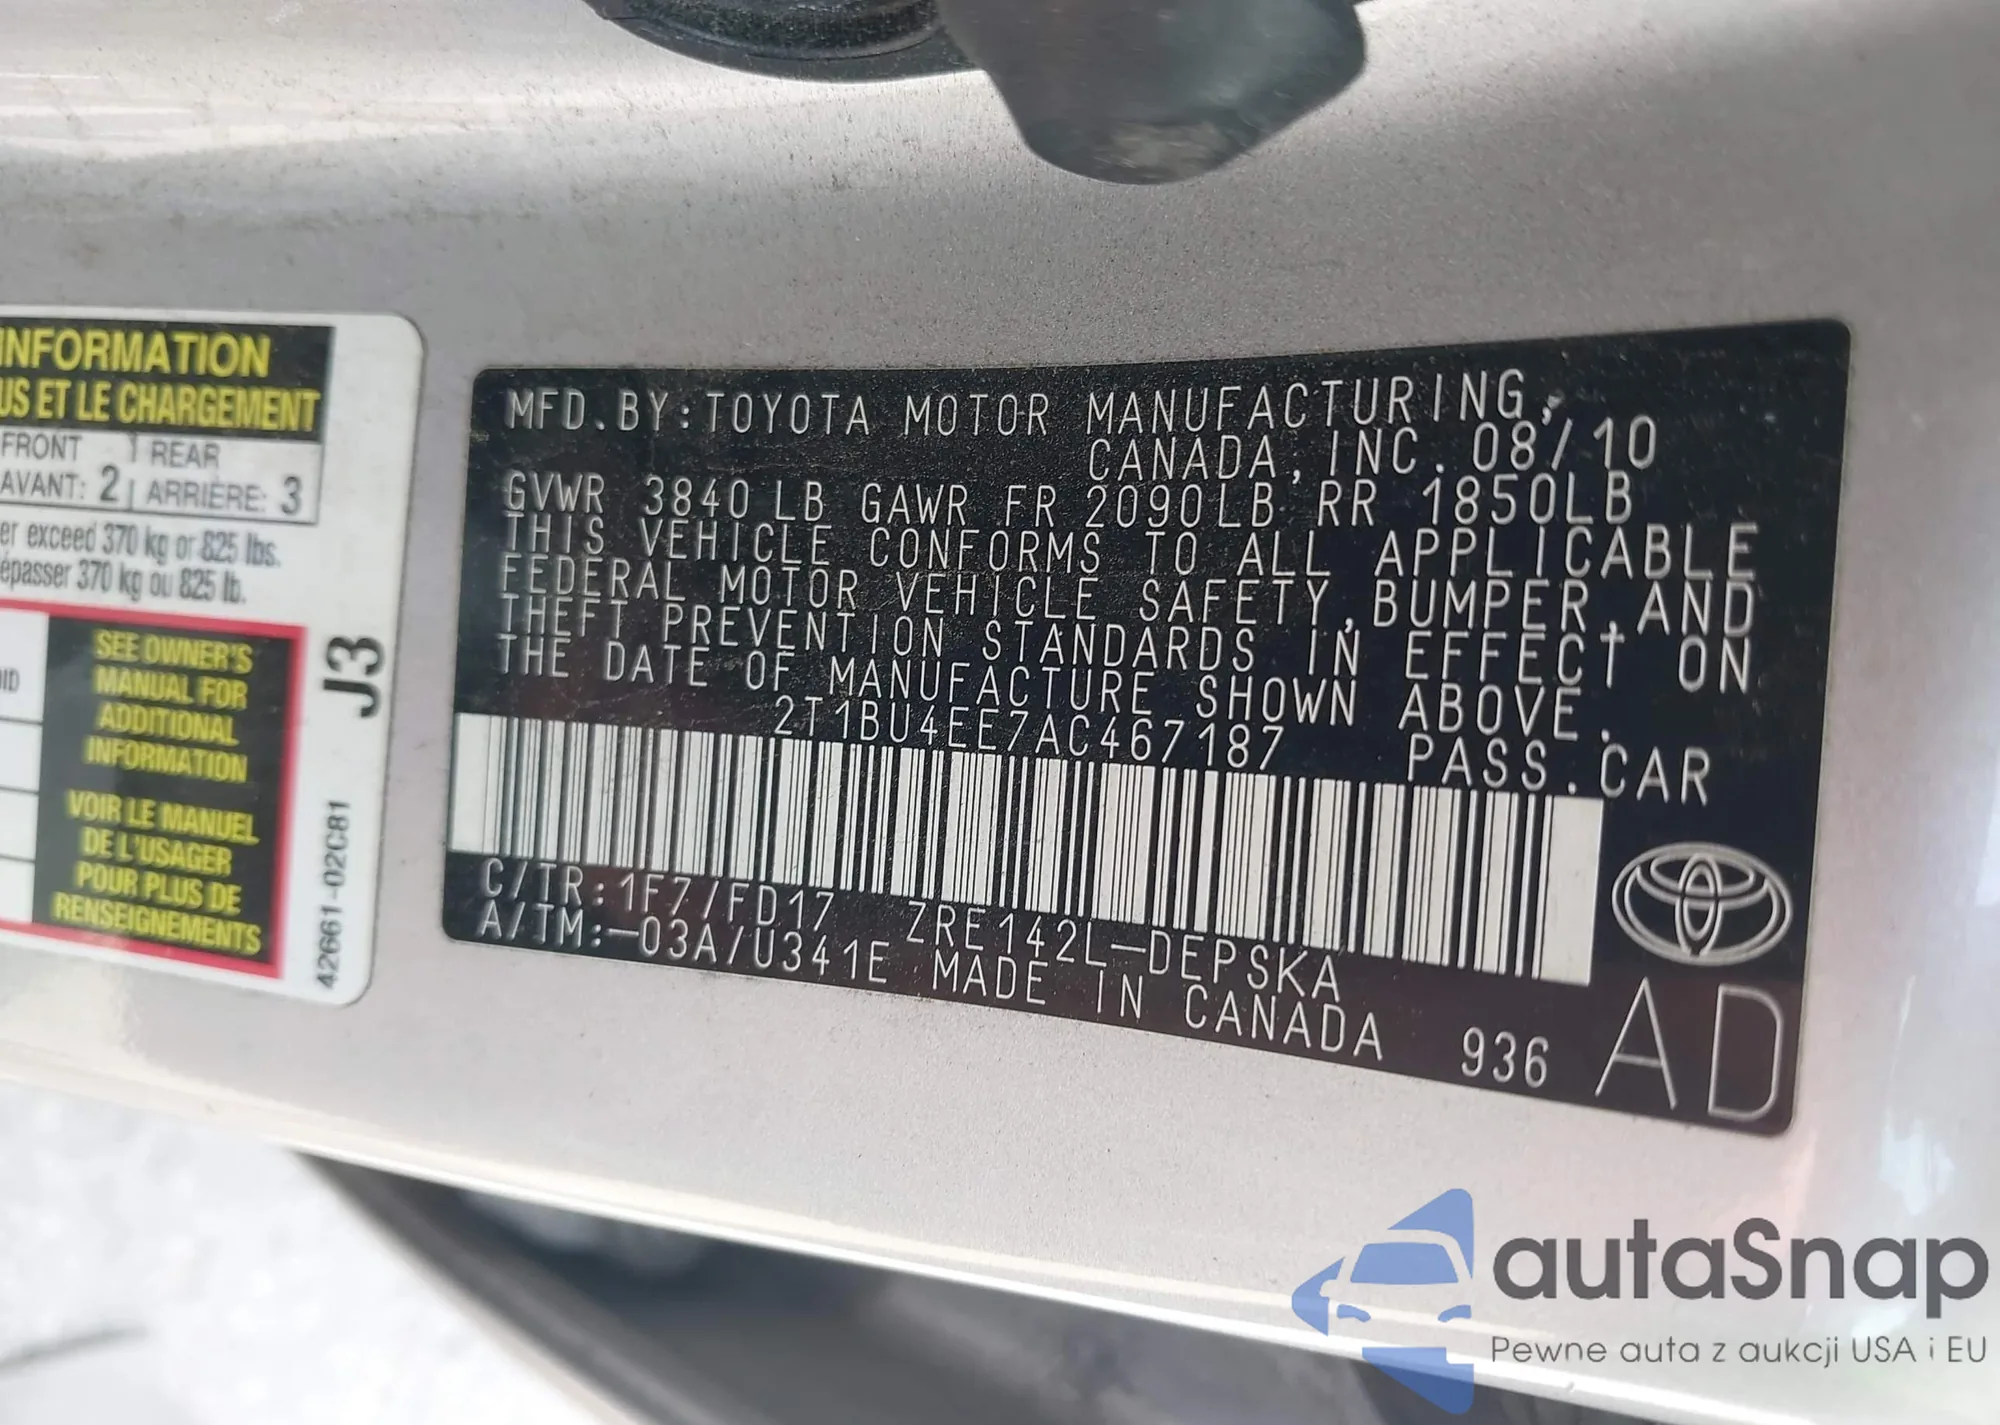 INFORMATION
US ET LE CHARGEMENT
FRONT 1 REAR
AVANT: 2 ARRIÈRE: 3
er exceed 370 kg or 825 lbs.
épasser 370 kg ou 825 lb.
SEE OWNER'S
MANUAL FOR
ADDITIONAL
INFORMATION
VOIR LE MANUEL
DE L'USAGER
POUR PLUS DE
RENSEIGNEMENTS
J3
42661-02C81
MFD.BY:TOYOTA MOTOR MANUFACTURING,
CANADA, INC. 08/10
GVWR 3840LB GAWR FR 2090LB RR 1850LB
THIS VEHICLE CONFORMS TO ALL APPLICABLE
FEDERAL MOTOR VEHICLE SAFETY, BUMPER, AND
THEFT PREVENTION STANDARDS IN EFFECT ON
THE DATE OF MANUFACTURE SHOWN ABOVE.
2T1BU4EE7AC467187 PASS.CAR
C/TR:1F7/FD17 ZRE142L-DEPSKA
A/TM:-03A/U341E MADE IN CANADA 936
AD
autaSnap
Pewne auta z aukcji USA i EU